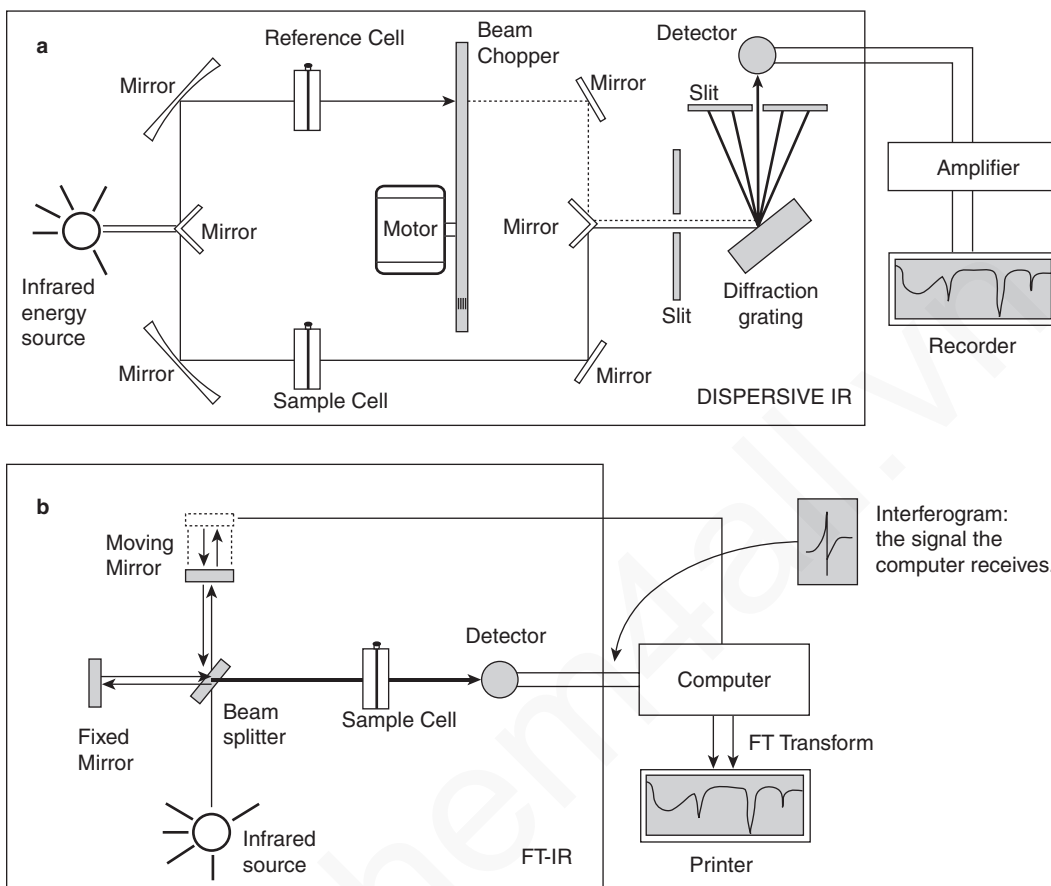 a
Reference Cell
Beam
Chopper
Detector
Mirror
Mirror
Slit
Amplifier
Mirror
Motor
Mirror
Infrared
energy
source
Slit
Diffraction
grating
Recorder
Mirror
Sample Cell
Mirror
DISPERSIVE IR
b
Moving
Mirror
Interferogram:
the signal the
computer receives.
Detector
Computer
Fixed
Mirror
Beam
splitter
Sample Cell
FT Transform
Infrared
source
FT-IR
Printer
hem4all.vn